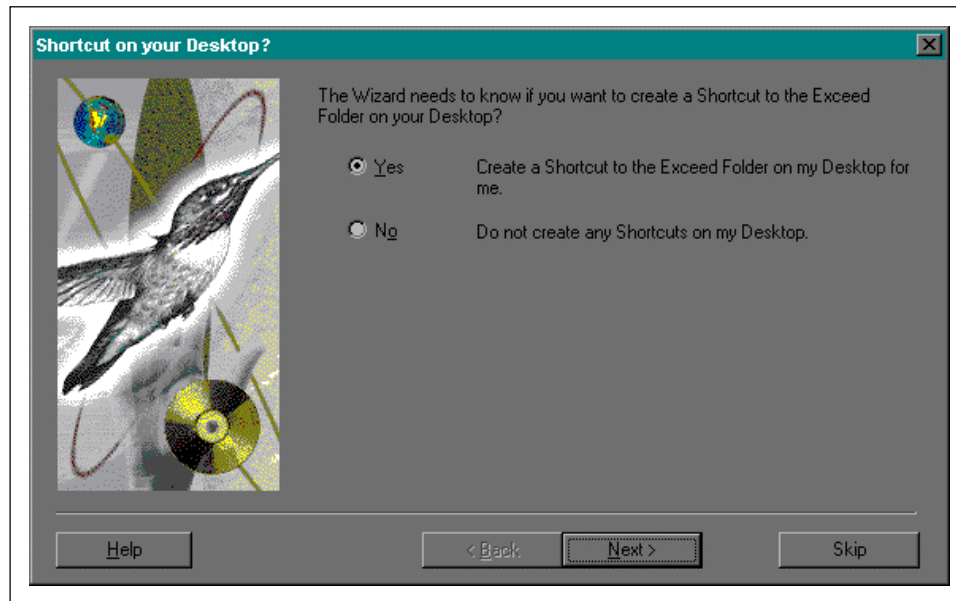 Shortcut on your Desktop?
The Wizard needs to know if you want to create a Shortcut to the Exceed
Folder on your Desktop?
Yes Create a Shortcut to the Exceed Folder on my Desktop for
me.
No Do not create any Shortcuts on my Desktop.
Help < Back Next > Skip